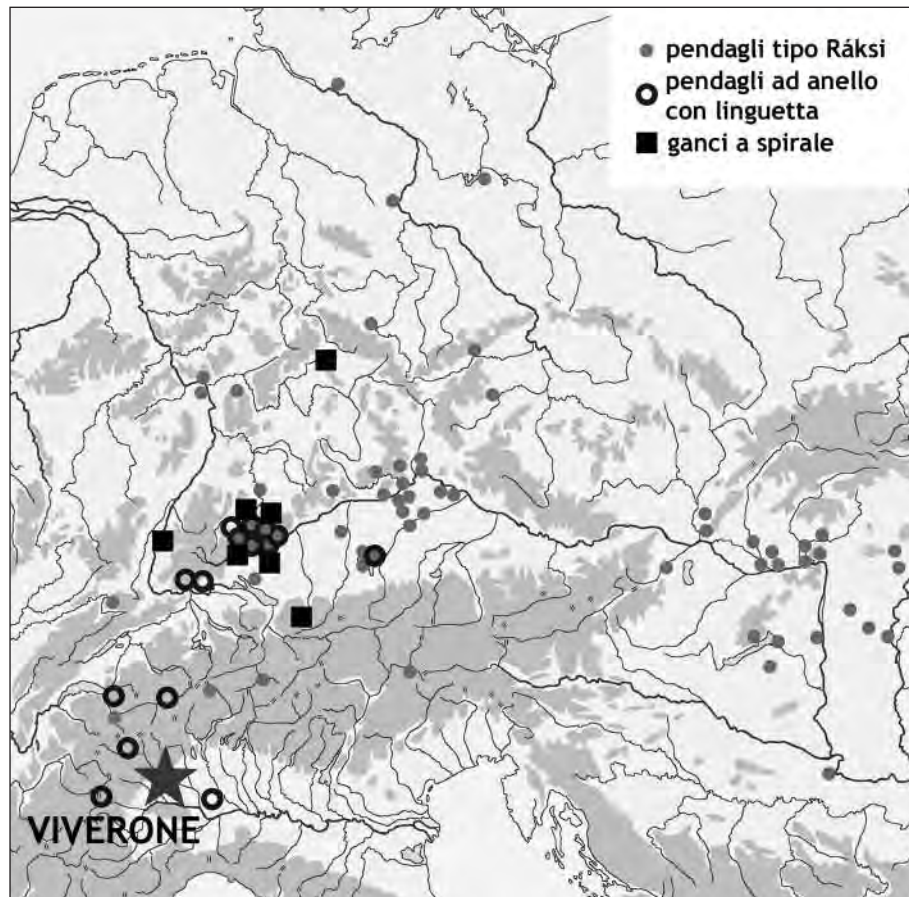 pendagli tipo Ráksi
pendagli ad anello
con linguetta
ganci a spirale
VIVERONE